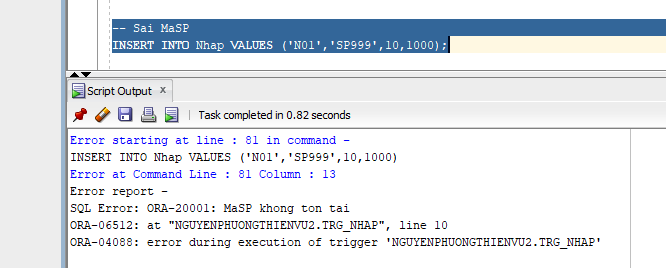 -- Sai MaSP
INSERT INTO Nhap VALUES ('N01','SP999',10,1000);
Script Output x
Task completed in 0.82 seconds
Error starting at line : 81 in command -
INSERT INTO Nhap VALUES ('N01','SP999',10,1000)
Error at Command Line : 81 Column : 13
Error report -
SQL Error: ORA-20001: MaSP khong ton tai
ORA-06512: at "NGUYENPHUONGTHIENVU2.TRG_NHAP", line 10
ORA-04088: error during execution of trigger 'NGUYENPHUONGTHIENVU2.TRG_NHAP'